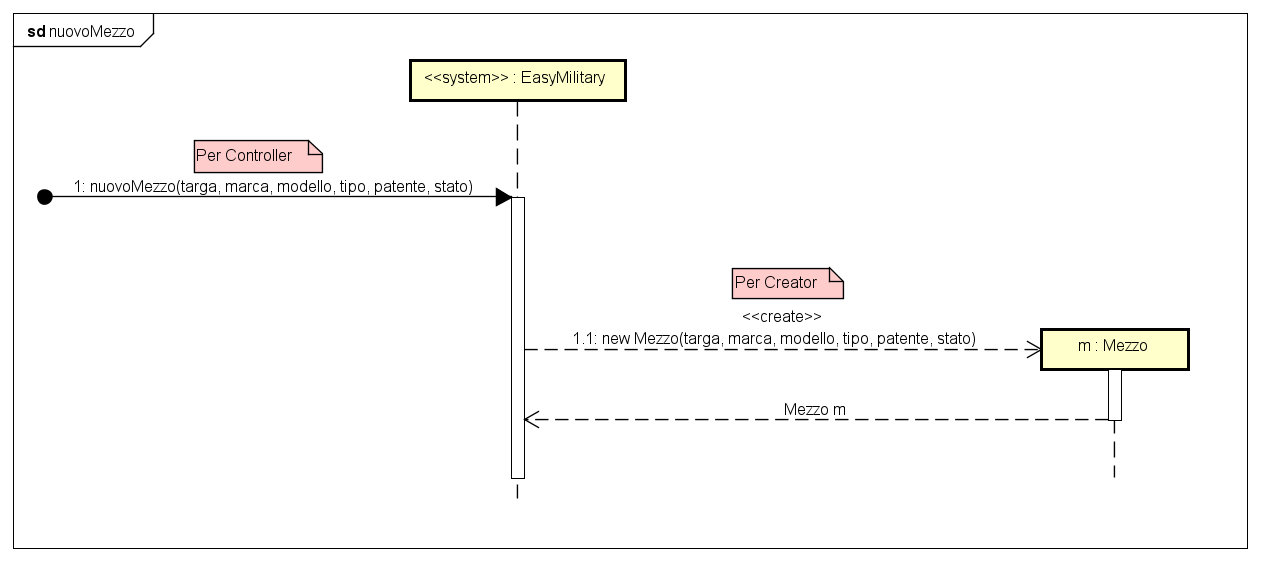 sd nuovoMezzo
<<system>> : EasyMilitary
Per Controller
1: nuovoMezzo(targa, marca, modello, tipo, patente, stato)
Per Creator
<<create>>
1.1: new Mezzo(targa, marca, modello, tipo, patente, stato)
m : Mezzo
Mezzo m